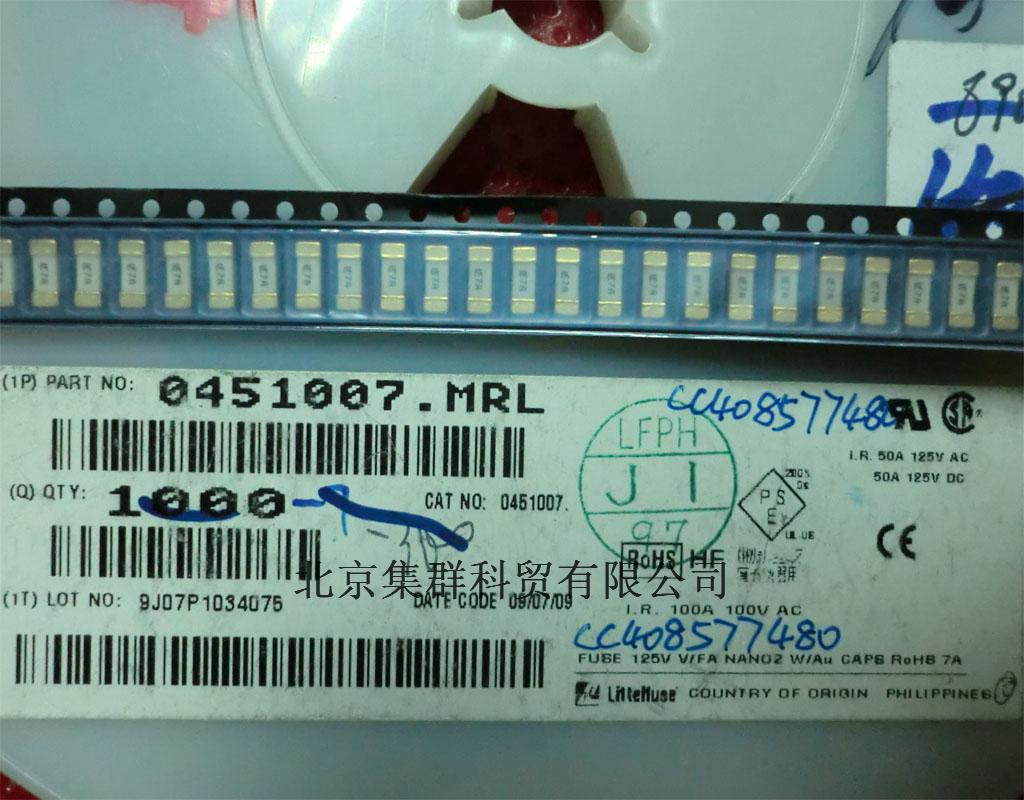 890
(1P) PART NO: 0451007.MRL
CC408577480
LFPH
J I
97
I.R. 50A 125V AC
50A 125V DC
(Q) QTY: 1000
CAT NO: 0451007.
P S
E
CE
RoHS HF
北京集群科贸有限公司
(1T) LOT NO: 9J07P1034075
DATE CODE 09/07/09
I.R. 100A 100V AC
CC408577480
FUSE 125V V/FA NANO2 W/Au CAPS RoHS 7A
Littelfuse COUNTRY OF ORIGIN PHILIPPINES